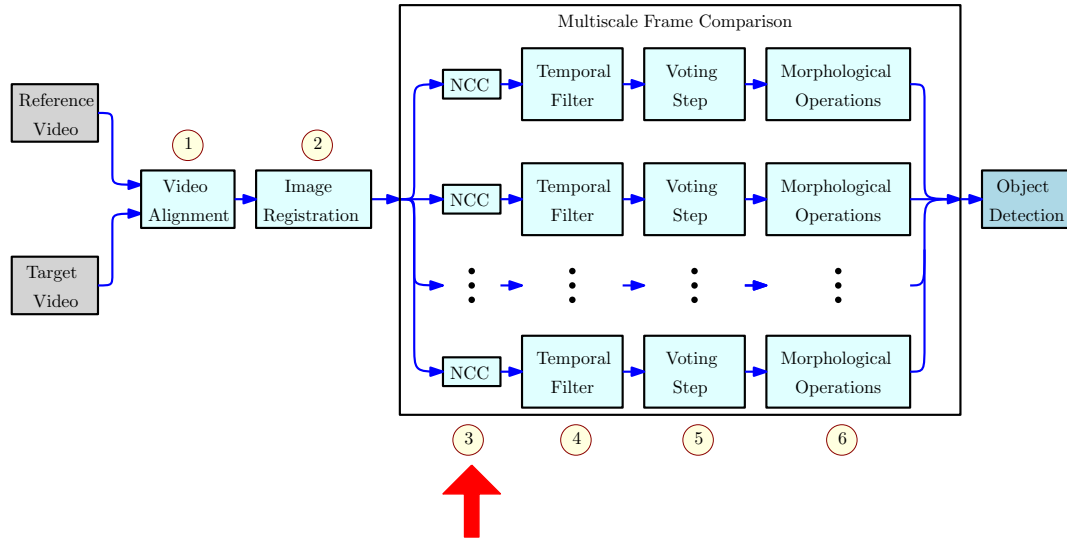 Multiscale Frame Comparison
Reference
Video
Target
Video
1
Video
Alignment
2
Image
Registration
NCC
Temporal
Filter
Voting
Step
Morphological
Operations
NCC
Temporal
Filter
Voting
Step
Morphological
Operations
NCC
Temporal
Filter
Voting
Step
Morphological
Operations
Object
Detection
3
4
5
6